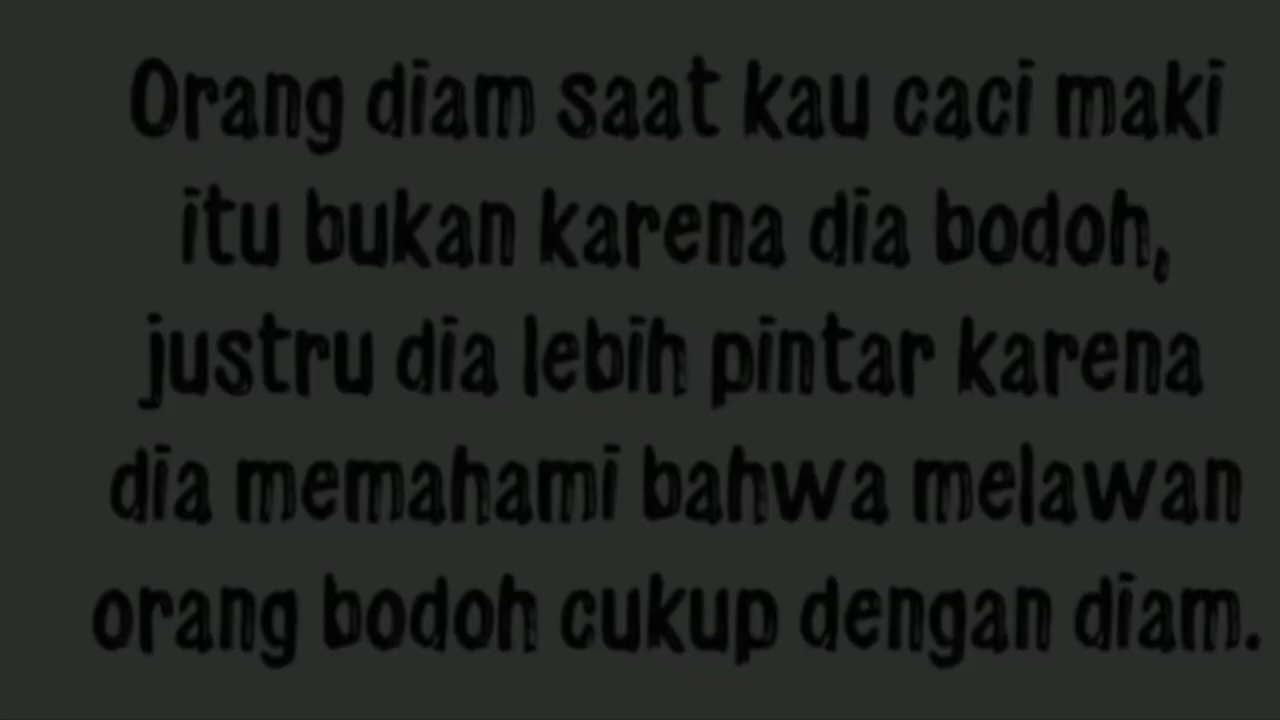 Orang diam saat kau caci maki
itu bukan karena dia bodoh,
justru dia lebih pintar karena
dia memahami bahwa melawan
orang bodoh cukup dengan diam.